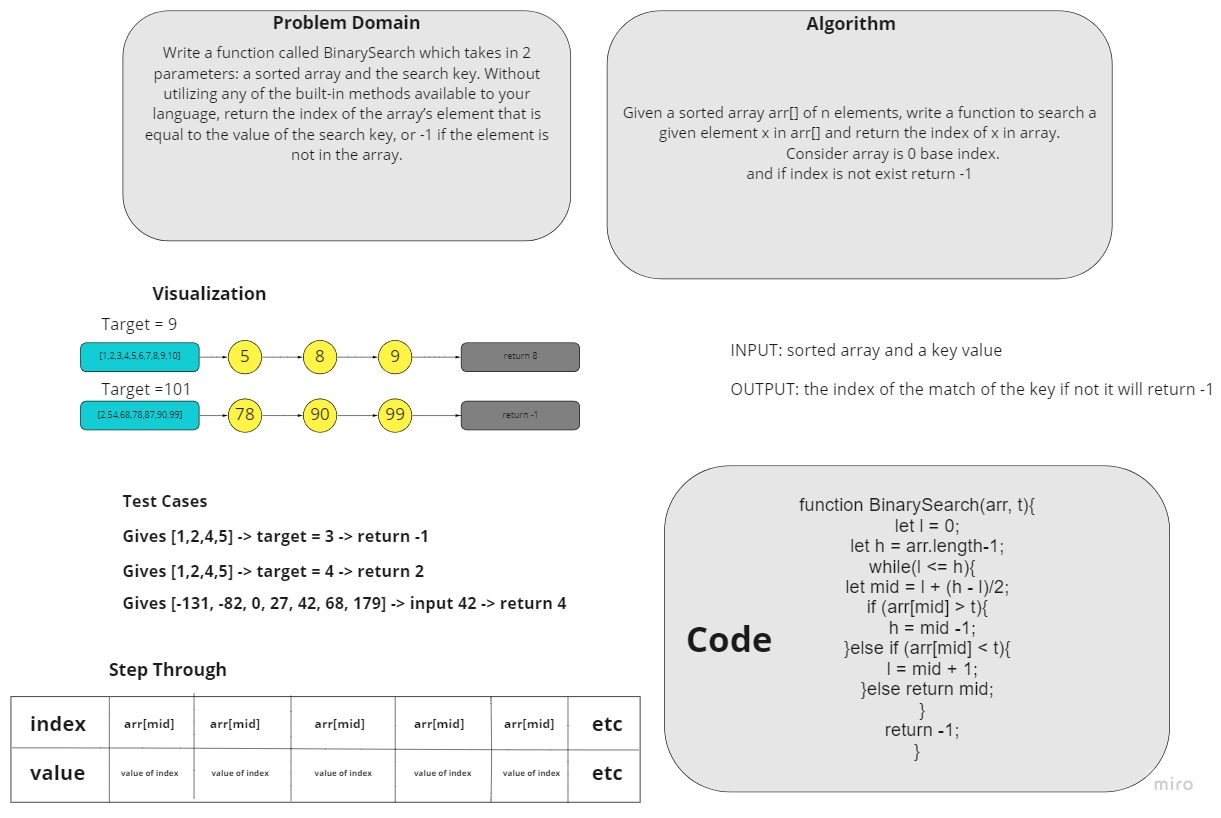 Problem Domain
Write a function called BinarySearch which takes in 2
parameters: a sorted array and the search key. Without
utilizing any of the built-in methods available to your
language, return the index of the array’s element that is
equal to the value of the search key, or -1 if the element is
not in the array.
Algorithm
Given a sorted array arr[] of n elements, write a function to search a
given element x in arr[] and return the index of x in array.
Consider array is 0 base index.
and if index is not exist return -1
Visualization
Target = 9
[1,2,3,4,5,6,7,8,9,10] 5 8 9 return 8
Target =101
[2,54,68,78,87,90,99] 78 90 99 return -1
INPUT: sorted array and a key value
OUTPUT: the index of the match of the key if not it will return -1
Test Cases
Gives [1,2,4,5] -> target = 3 -> return -1
Gives [1,2,4,5] -> target = 4 -> return 2
Gives [-131, -82, 0, 27, 42, 68, 179] -> input 42 -> return 4
Step Through
index arr[mid] arr[mid] arr[mid] arr[mid] arr[mid] etc
value value of index value of index value of index value of index value of index etc
Code
function BinarySearch(arr, t){
let l = 0;
let h = arr.length-1;
while(l <= h){
let mid = l + (h - l)/2;
if (arr[mid] > t){
h = mid -1;
}else if (arr[mid] < t){
l = mid + 1;
}else return mid;
}
return -1;
}
miro